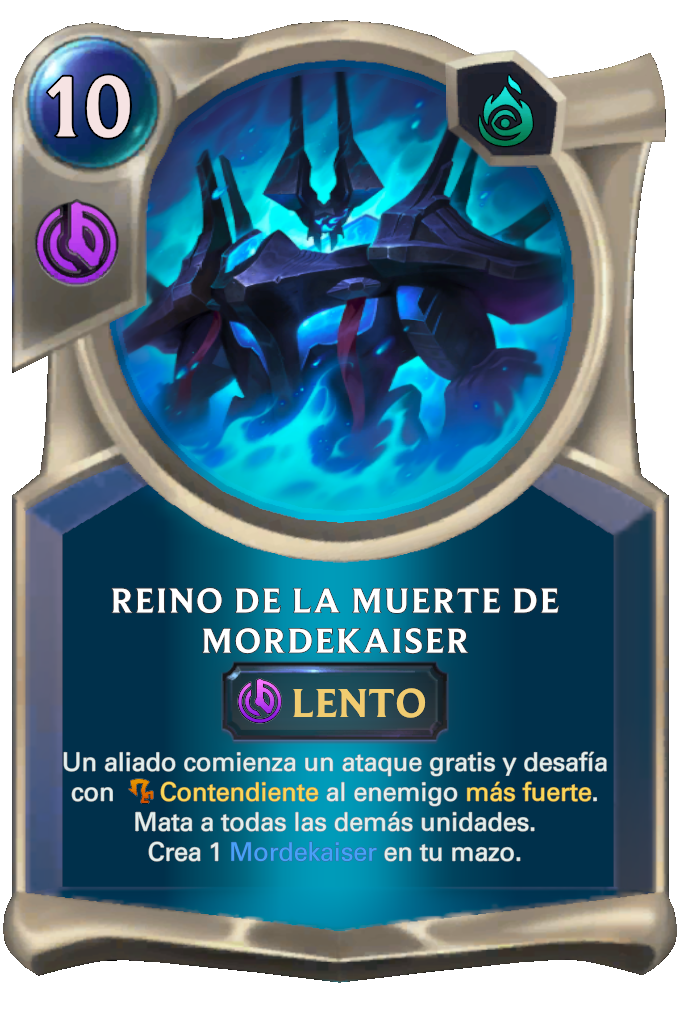 10
REINO DE LA MUERTE DE
MORDEKAISER
LENTO
Un aliado comienza un ataque gratis y desafía
con Contendiente al enemigo más fuerte.
Mata a todas las demás unidades.
Crea 1 Mordekaiser en tu mazo.